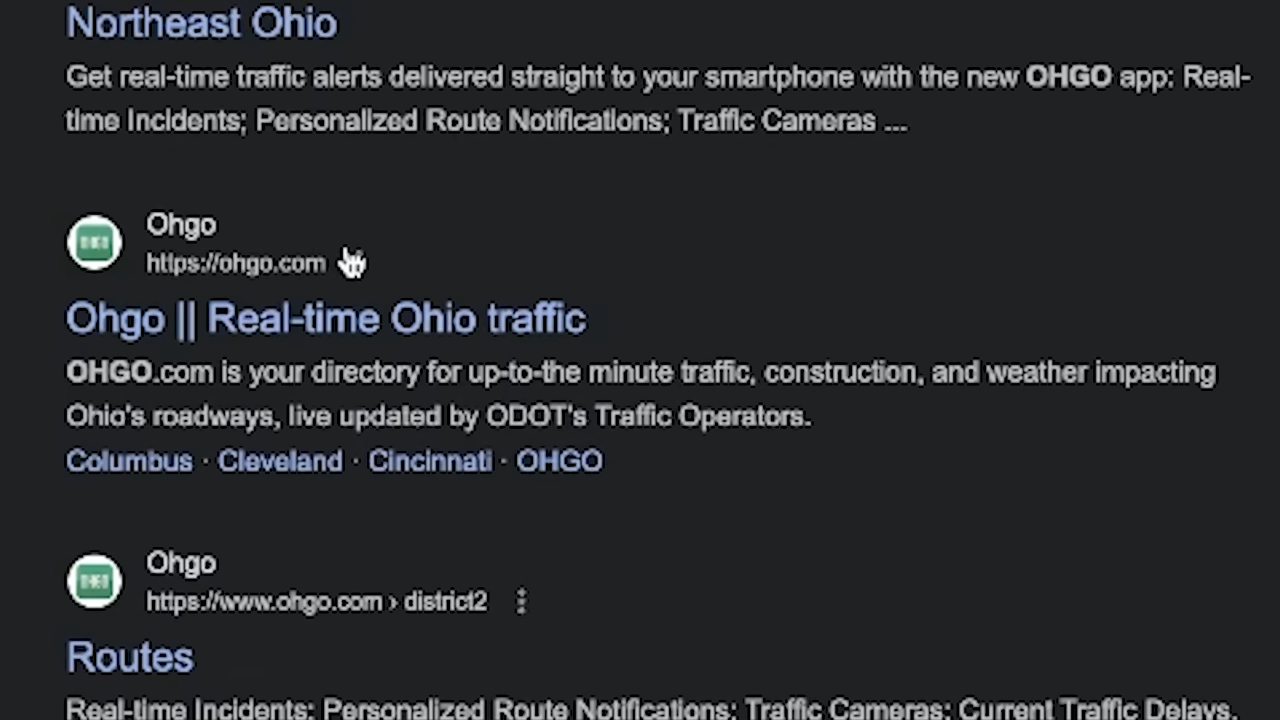 Northeast Ohio
Get real-time traffic alerts delivered straight to your smartphone with the new OHGO app: Real-
time Incidents; Personalized Route Notifications; Traffic Cameras ...
Ohgo
https://ohgo.com
Ohgo || Real-time Ohio traffic
OHGO.com is your directory for up-to-the minute traffic, construction, and weather impacting
Ohio's roadways, live updated by ODOT's Traffic Operators.
Columbus · Cleveland · Cincinnati · OHGO
Ohgo
https://www.ohgo.com › district2
Routes
Real-time Incidents; Personalized Route Notifications; Traffic Cameras; Current Traffic Delays.